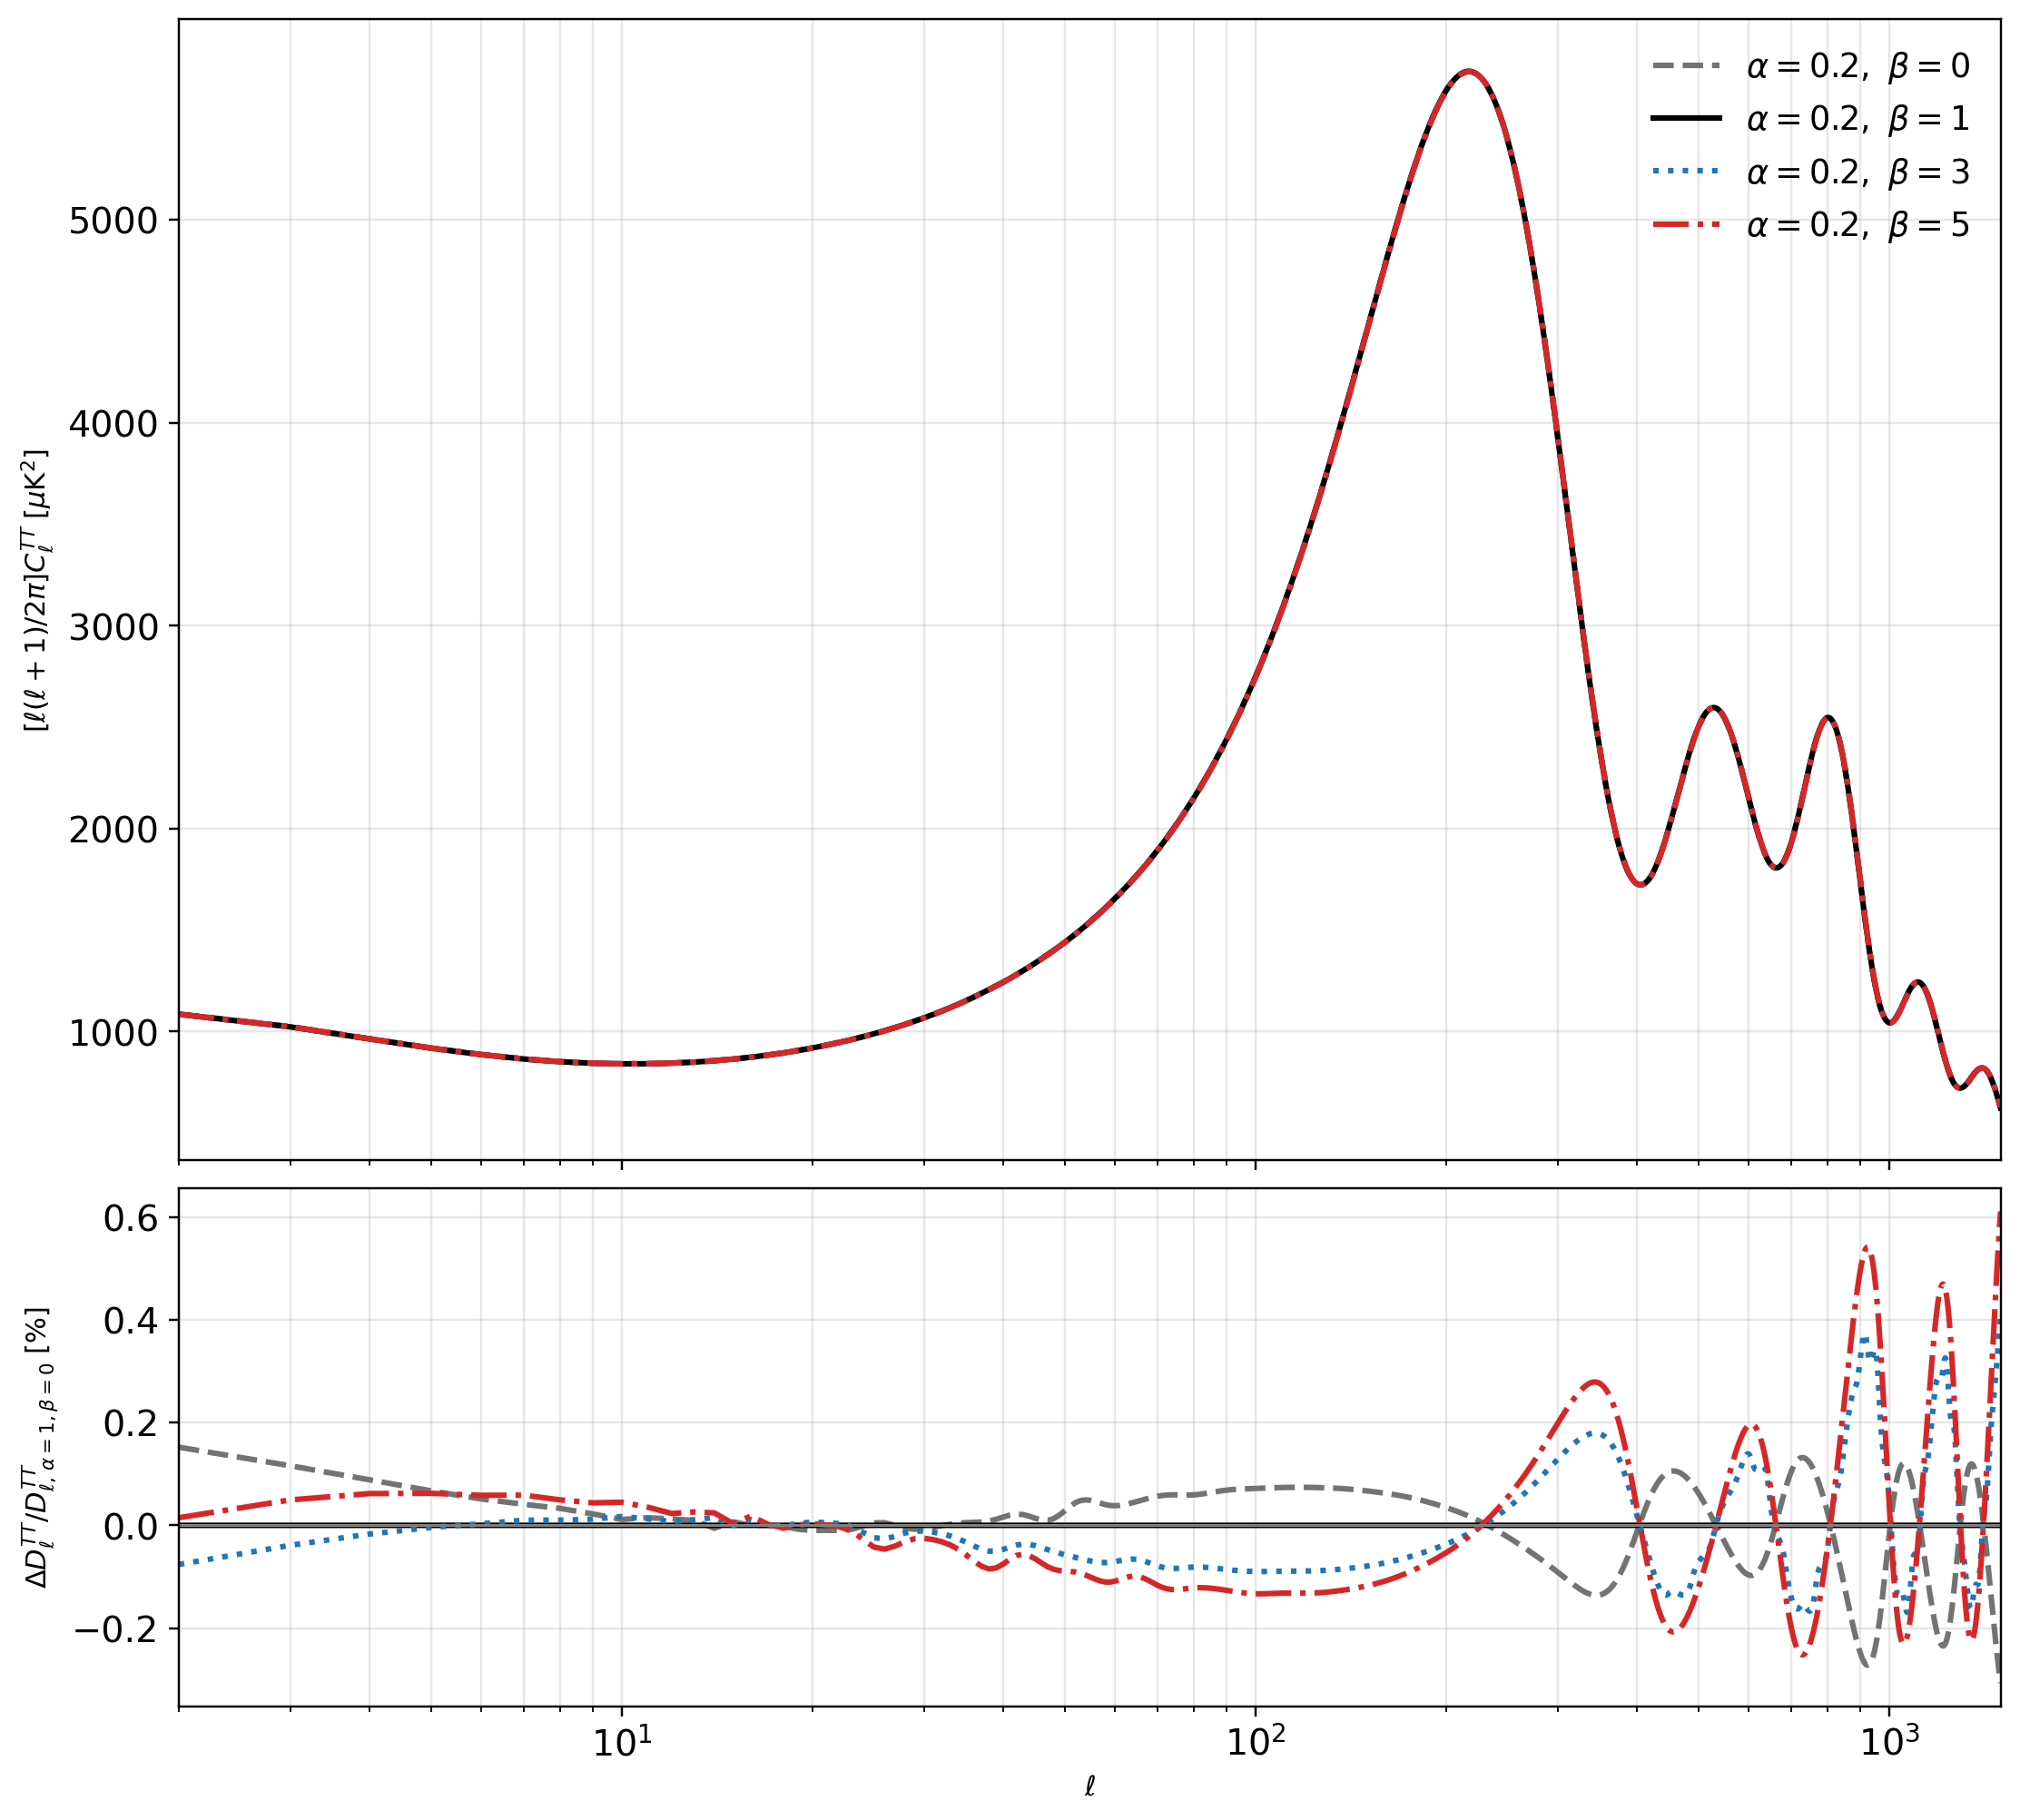 α = 0.2, β = 0
α = 0.2, β = 1
α = 0.2, β = 3
α = 0.2, β = 5
[ℓ(ℓ + 1)/2π]C_ℓ^{TT} [μK²]
5000
4000
3000
2000
1000
ΔD_ℓ^{TT}/D_{ℓ, α=1, β=0}^{TT} [%]
0.6
0.4
0.2
0.0
−0.2
10¹ 10² 10³
ℓ